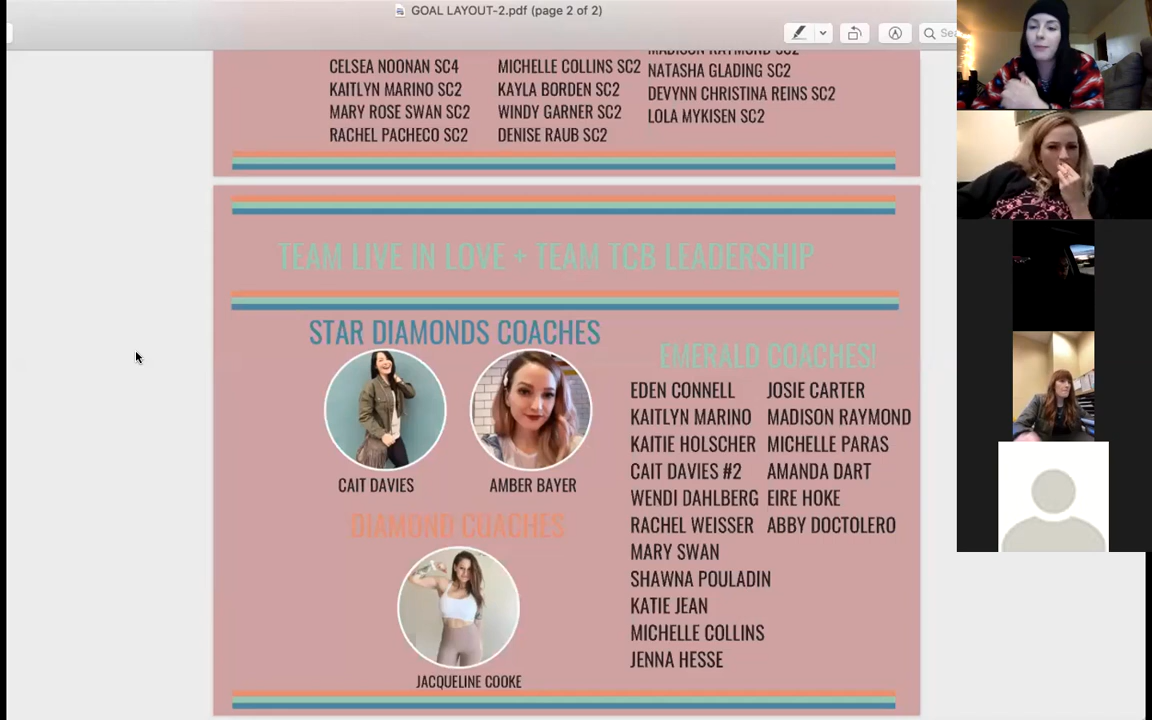 GOAL LAYOUT-2.pdf (page 2 of 2)
Sea
MADISON RAYMOND SC2
CELSEA NOONAN SC4
MICHELLE COLLINS SC2
NATASHA GLADING SC2
KAITLYN MARINO SC2
KAYLA BORDEN SC2
DEVYNN CHRISTINA REINS SC2
MARY ROSE SWAN SC2
WINDY GARNER SC2
LOLA MYKISEN SC2
RACHEL PACHECO SC2
DENISE RAUB SC2
TEAM LIVE IN LOVE + TEAM TCB LEADERSHIP
STAR DIAMONDS COACHES
CAIT DAVIES
AMBER BAYER
DIAMOND COACHES
JACQUELINE COOKE
EMERALD COACHES!
EDEN CONNELL
KAITLYN MARINO
KAITIE HOLSCHER
CAIT DAVIES #2
WENDI DAHLBERG
RACHEL WEISSER
MARY SWAN
SHAWNA POULADIN
KATIE JEAN
MICHELLE COLLINS
JENNA HESSE
JOSIE CARTER
MADISON RAYMOND
MICHELLE PARAS
AMANDA DART
EIRE HOKE
ABBY DOCTOLERO